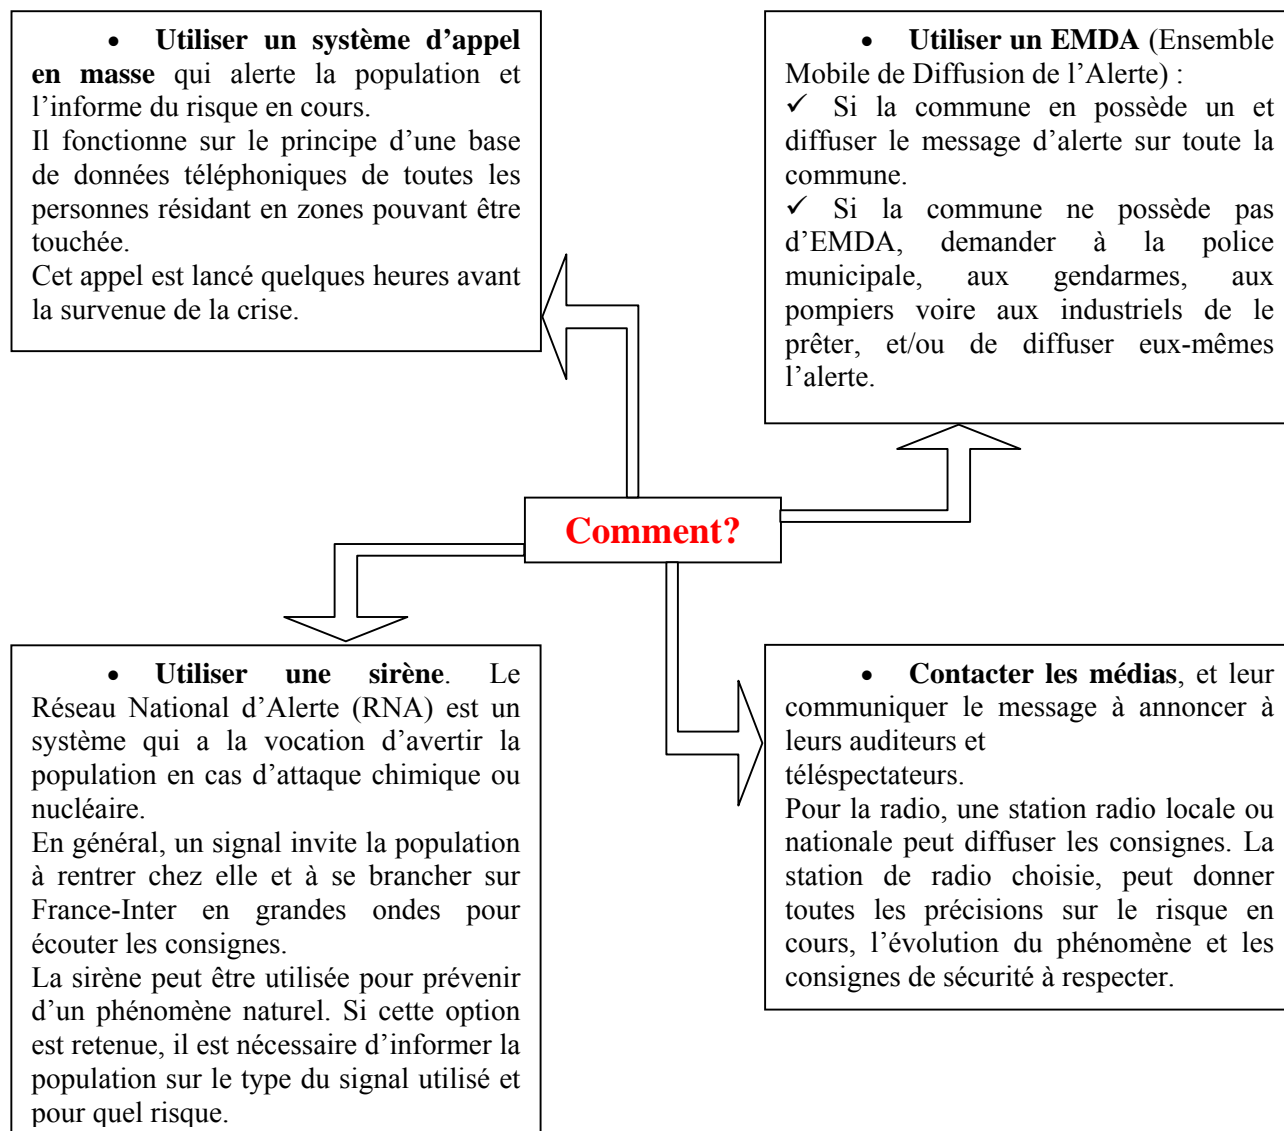 • Utiliser un système d’appel
en masse qui alerte la population et
l’informe du risque en cours.
Il fonctionne sur le principe d’une base
de données téléphoniques de toutes les
personnes résidant en zones pouvant être
touchée.
Cet appel est lancé quelques heures avant
la survenue de la crise.
• Utiliser un EMDA (Ensemble
Mobile de Diffusion de l’Alerte) :
✓ Si la commune en possède un et
diffuser le message d’alerte sur toute la
commune.
✓ Si la commune ne possède pas
d’EMDA, demander à la police
municipale, aux gendarmes, aux
pompiers voire aux industriels de le
prêter, et/ou de diffuser eux-mêmes
l’alerte.
Comment?
• Utiliser une sirène. Le
Réseau National d’Alerte (RNA) est un
système qui a la vocation d’avertir la
population en cas d’attaque chimique ou
nucléaire.
En général, un signal invite la population
à rentrer chez elle et à se brancher sur
France-Inter en grandes ondes pour
écouter les consignes.
La sirène peut être utilisée pour prévenir
d’un phénomène naturel. Si cette option
est retenue, il est nécessaire d’informer la
population sur le type du signal utilisé et
pour quel risque.
• Contacter les médias, et leur
communiquer le message à annoncer à
leurs auditeurs et
téléspectateurs.
Pour la radio, une station radio locale ou
nationale peut diffuser les consignes. La
station de radio choisie, peut donner
toutes les précisions sur le risque en
cours, l’évolution du phénomène et les
consignes de sécurité à respecter.